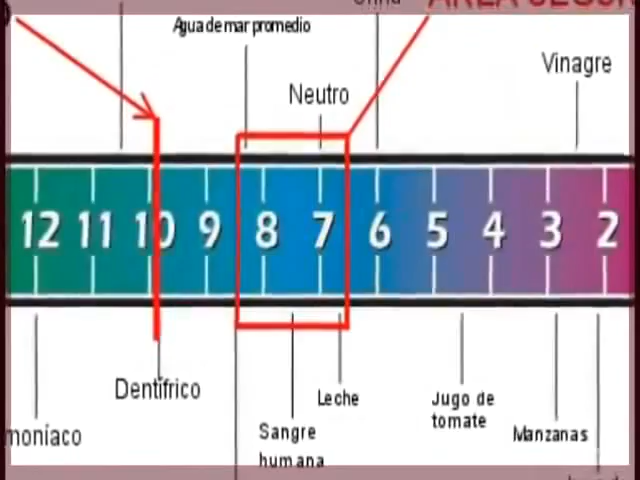 Agua de mar promedio
Neutro
Vinagre
12 11 10 9 8 7 6 5 4 3 2
Dentífrico
Leche
Jugo de
tomate
Sangre
humana
Manzanas